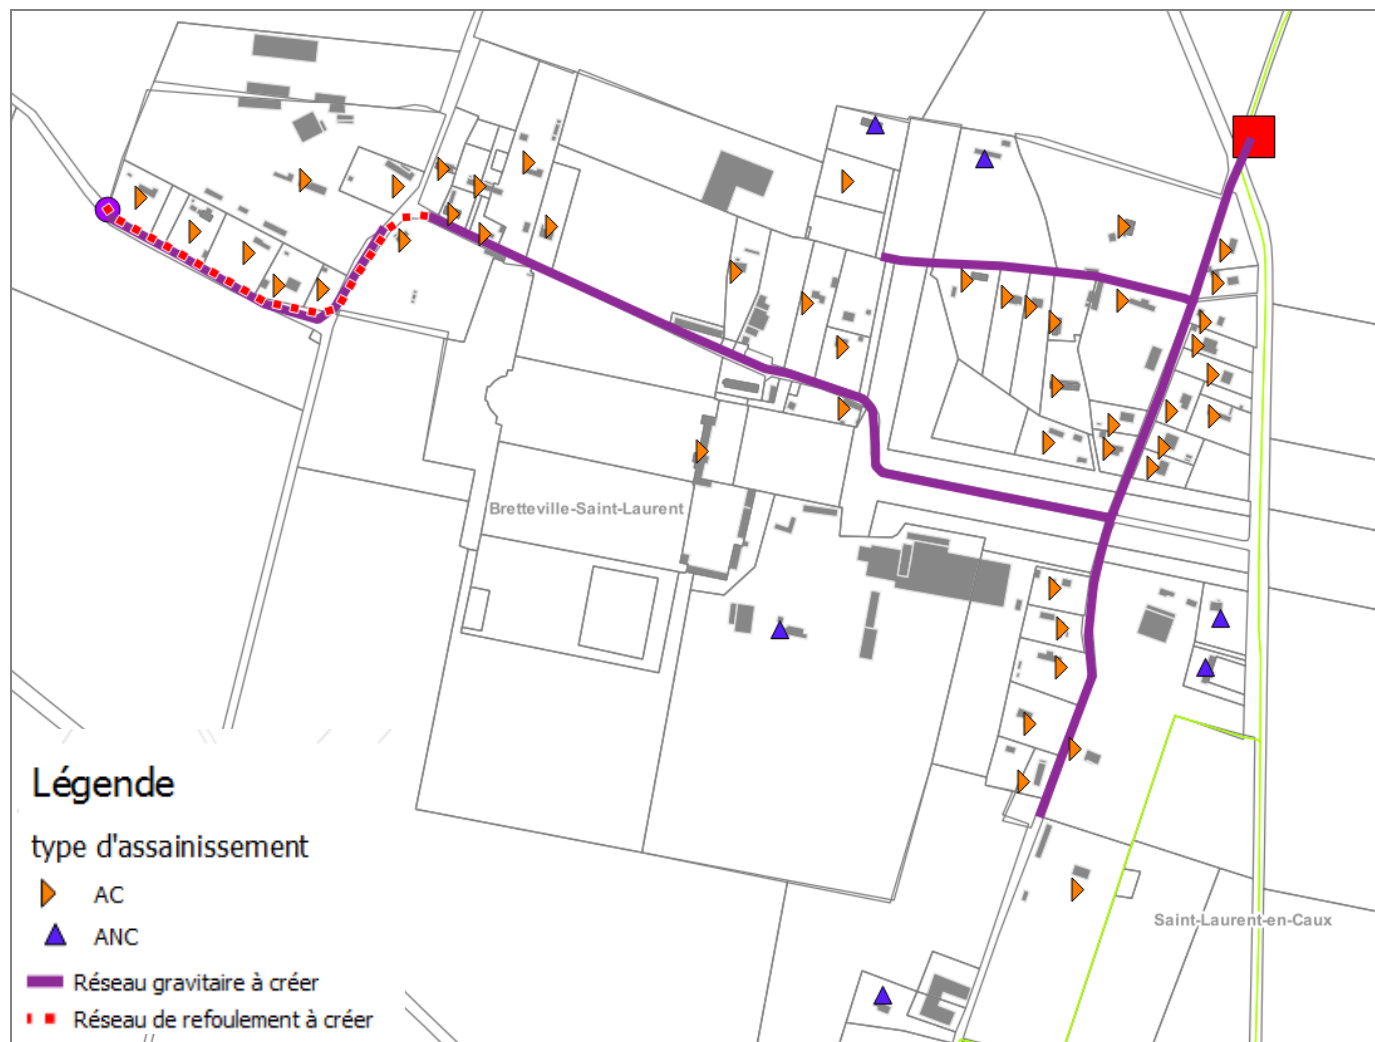 Bretteville-Saint-Laurent
Légende
type d'assainissement
AC
ANC
Saint-Laurent-en-Caux
Réseau gravitaire à créer
Réseau de refoulement à créer